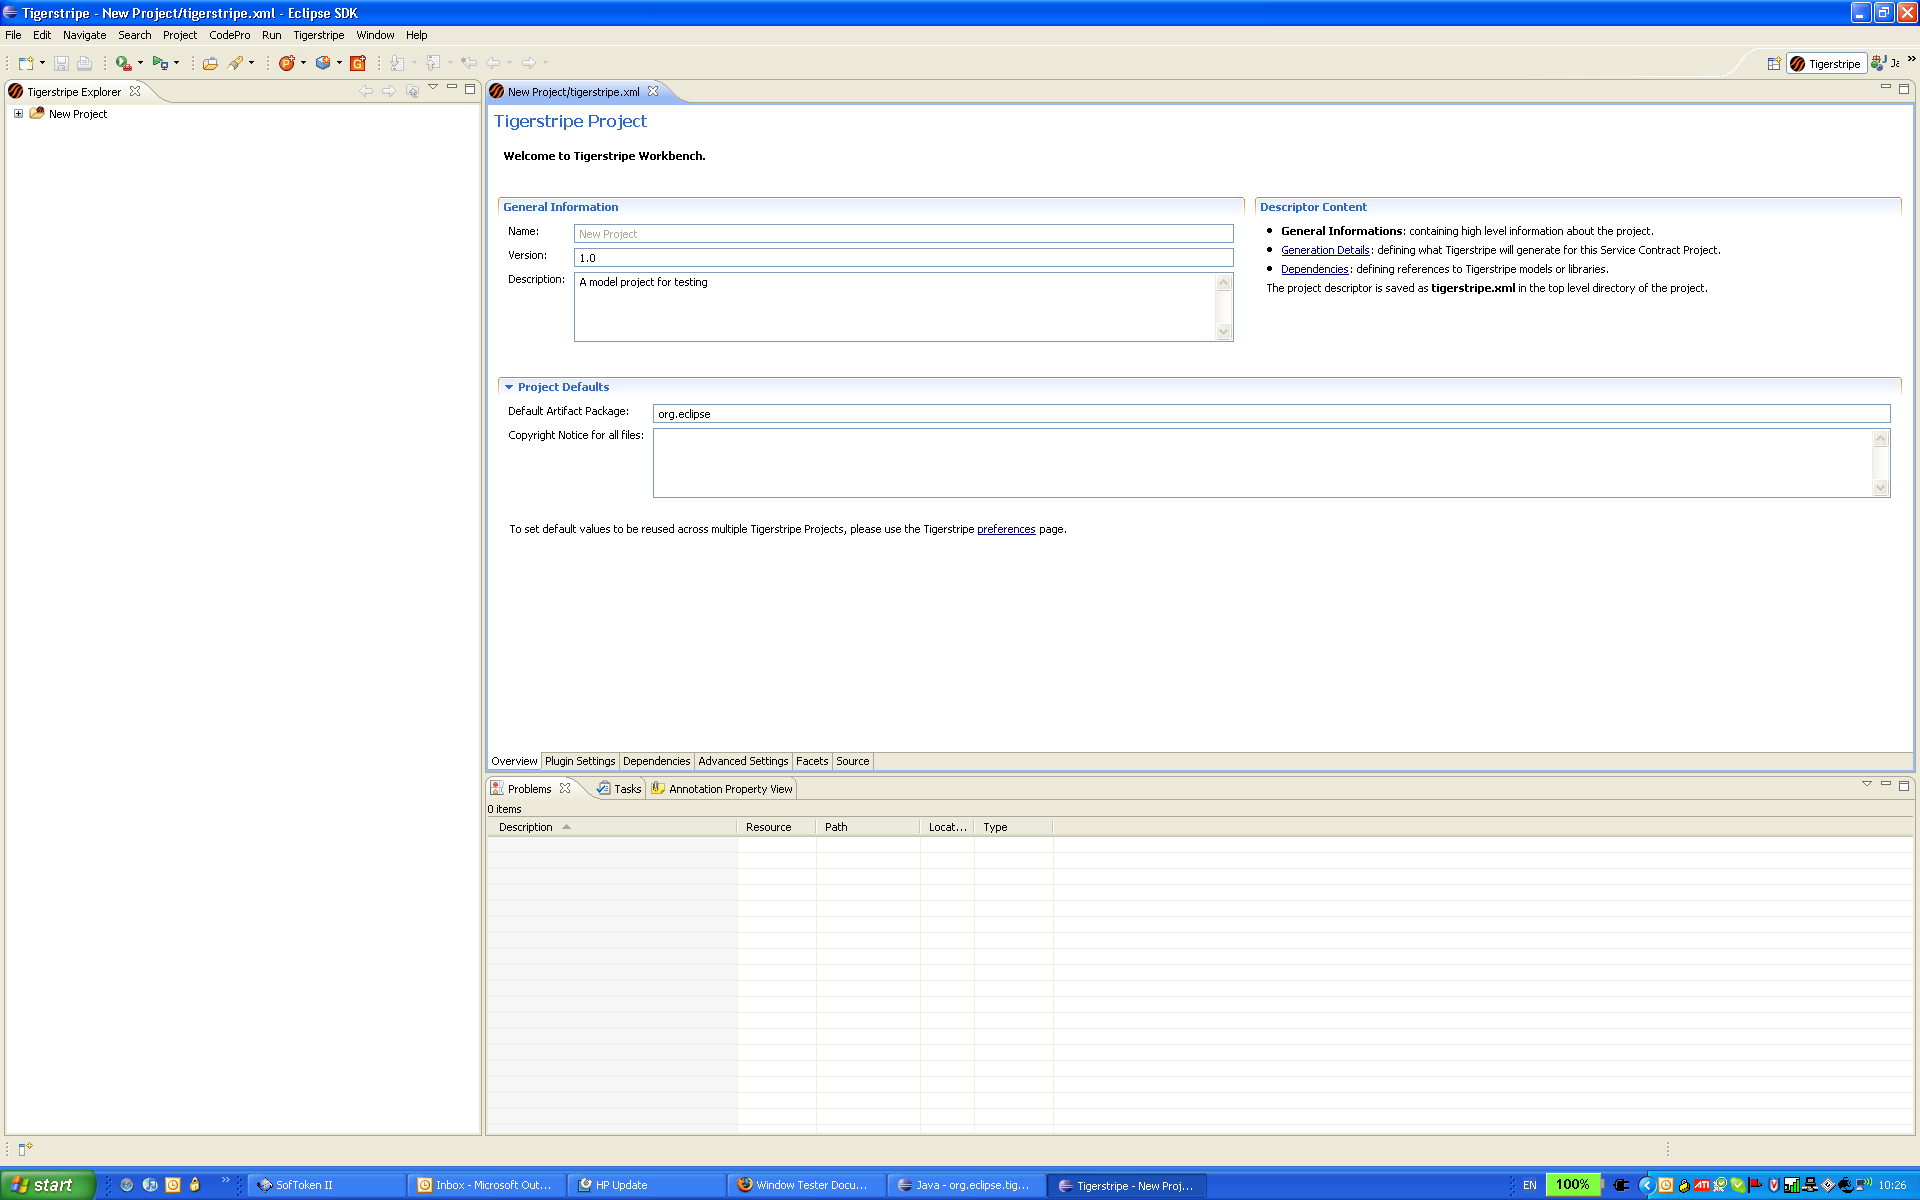 Tigerstripe - New Project/tigerstripe.xml - Eclipse SDK
File Edit Navigate Search Project CodePro Run Tigerstripe Window Help
Tigerstripe Ja
Tigerstripe Explorer
New Project
New Project/tigerstripe.xml
Tigerstripe Project
Welcome to Tigerstripe Workbench.
General Information
Name: New Project
Version: 1.0
Description: A model project for testing
Descriptor Content
General Informations: containing high level information about the project.
Generation Details: defining what Tigerstripe will generate for this Service Contract Project.
Dependencies: defining references to Tigerstripe models or libraries.
The project descriptor is saved as tigerstripe.xml in the top level directory of the project.
Project Defaults
Default Artifact Package: org.eclipse
Copyright Notice for all files:
To set default values to be reused across multiple Tigerstripe Projects, please use the Tigerstripe preferences page.
Overview Plugin Settings Dependencies Advanced Settings Facets Source
Problems Tasks Annotation Property View
0 items
Description Resource Path Locat... Type
start SofToken II Inbox - Microsoft Out... HP Update Window Tester Docu... Java - org.eclipse.tig... Tigerstripe - New Proj... EN 100% 10:26